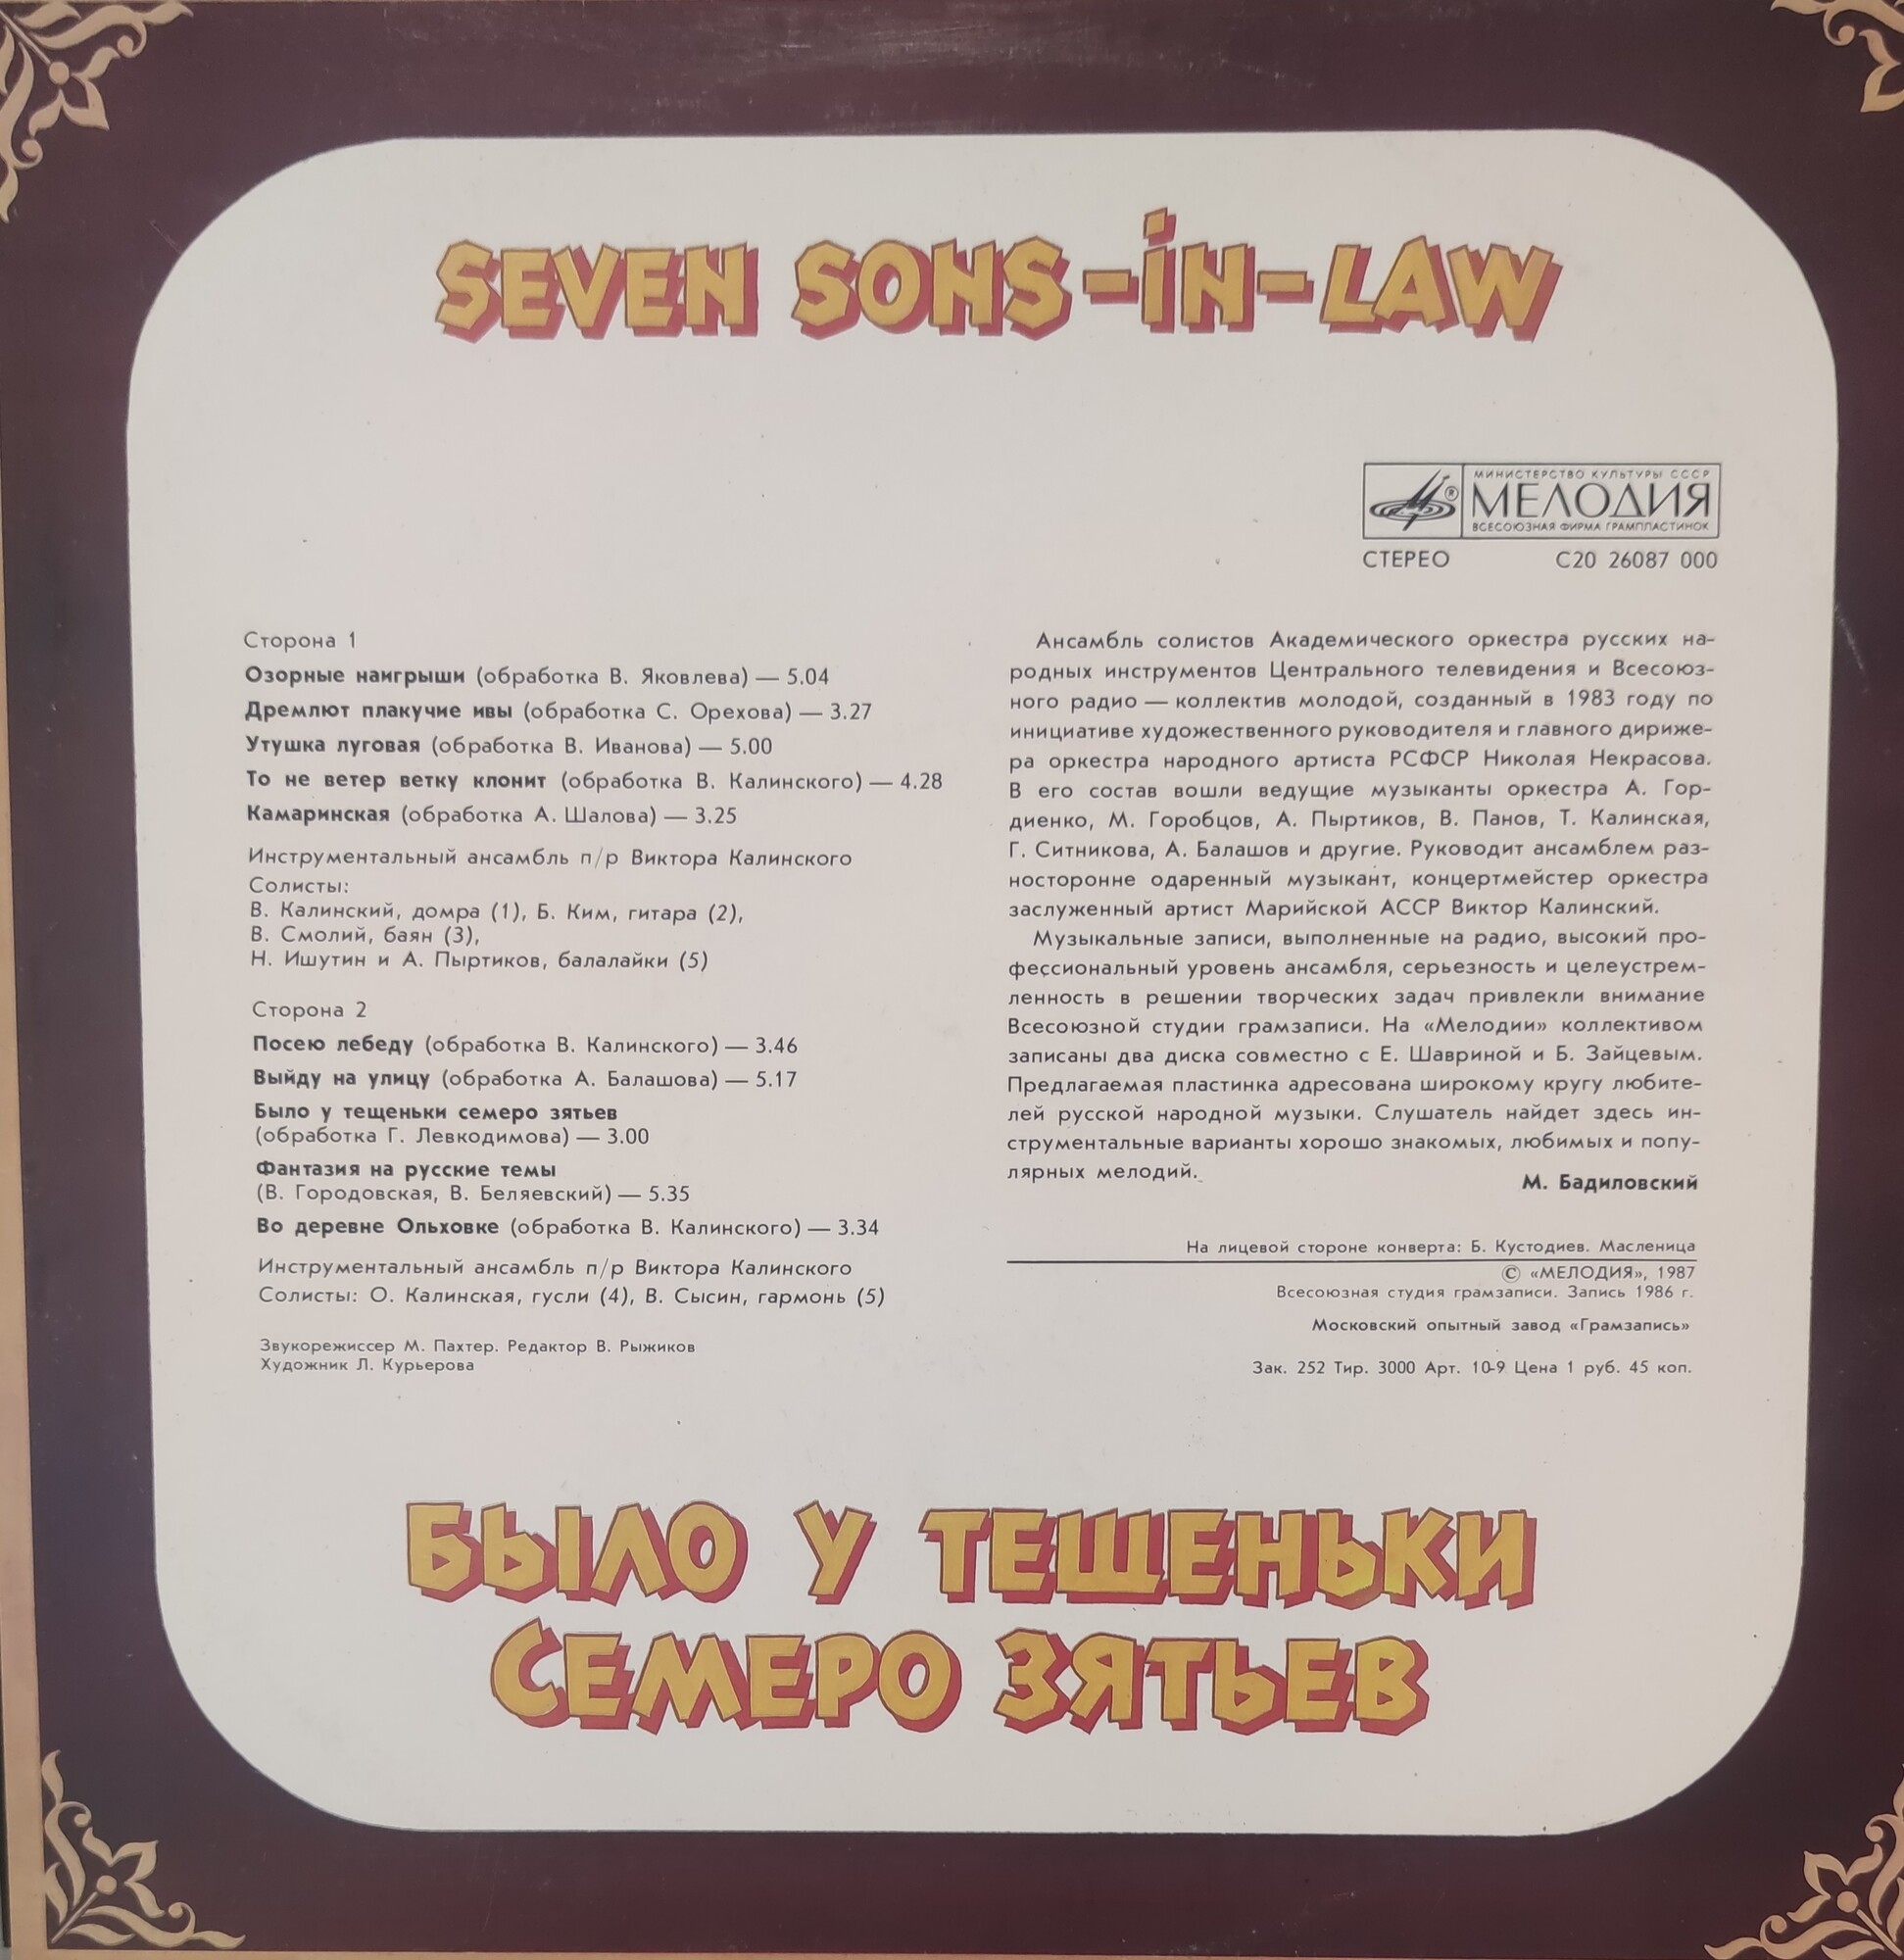 SEVEN SONS-IN-LAW
МИНИСТЕРСТВО КУЛЬТУРЫ СССР
МЕЛОДИЯ
ВСЕСОЮЗНАЯ ФИРМА ГРАМПЛАСТИНОК
СТЕРЕО С20 26087 000
Сторона 1
Озорные наигрыши (обработка В. Яковлева) — 5.04
Дремлют плакучие ивы (обработка С. Орехова) — 3.27
Утушка луговая (обработка В. Иванова) — 5.00
То не ветер ветку клонит (обработка В. Калинского) — 4.28
Камаринская (обработка А. Шалова) — 3.25
Инструментальный ансамбль п/р Виктора Калинского
Солисты:
В. Калинский, домра (1), Б. Ким, гитара (2),
В. Смолий, баян (3),
Н. Ишутин и А. Пыртиков, балалайки (5)
Сторона 2
Посею лебеду (обработка В. Калинского) — 3.46
Выйду на улицу (обработка А. Балашова) — 5.17
Было у тещеньки семеро зятьев
(обработка Г. Левкодимова) — 3.00
Фантазия на русские темы
(В. Городовская, В. Беляевский) — 5.35
Во деревне Ольховке (обработка В. Калинского) — 3.34
Инструментальный ансамбль п/р Виктора Калинского
Солисты: О. Калинская, гусли (4), В. Сысин, гармонь (5)
Звукорежиссер М. Пахтер. Редактор В. Рыжиков
Художник Л. Курьерова
Ансамбль солистов Академического оркестра русских на-
родных инструментов Центрального телевидения и Всесоюз-
ного радио — коллектив молодой, созданный в 1983 году по
инициативе художественного руководителя и главного дириже-
ра оркестра народного артиста РСФСР Николая Некрасова.
В его состав вошли ведущие музыканты оркестра А. Гор-
диенко, М. Горобцов, А. Пыртиков, В. Панов, Т. Калинская,
Г. Ситникова, А. Балашов и другие. Руководит ансамблем раз-
носторонне одаренный музыкант, концертмейстер оркестра
заслуженный артист Марийской АССР Виктор Калинский.
Музыкальные записи, выполненные на радио, высокий про-
фессиональный уровень ансамбля, серьезность и целеустрем-
ленность в решении творческих задач привлекли внимание
Всесоюзной студии грамзаписи. На «Мелодии» коллективом
записаны два диска совместно с Е. Шавриной и Б. Зайцевым.
Предлагаемая пластинка адресована широкому кругу любите-
лей русской народной музыки. Слушатель найдет здесь ин-
струментальные варианты хорошо знакомых, любимых и попу-
лярных мелодий.
М. Бадиловский
На лицевой стороне конверта: Б. Кустодиев. Масленица
© «МЕЛОДИЯ», 1987
Всесоюзная студия грамзаписи. Запись 1986 г.
Московский опытный завод «Грамзапись»
Зак. 252 Тир. 3000 Арт. 10-9 Цена 1 руб. 45 коп.
БЫЛО У ТЕЩЕНЬКИ
СЕМЕРО ЗЯТЬЕВ